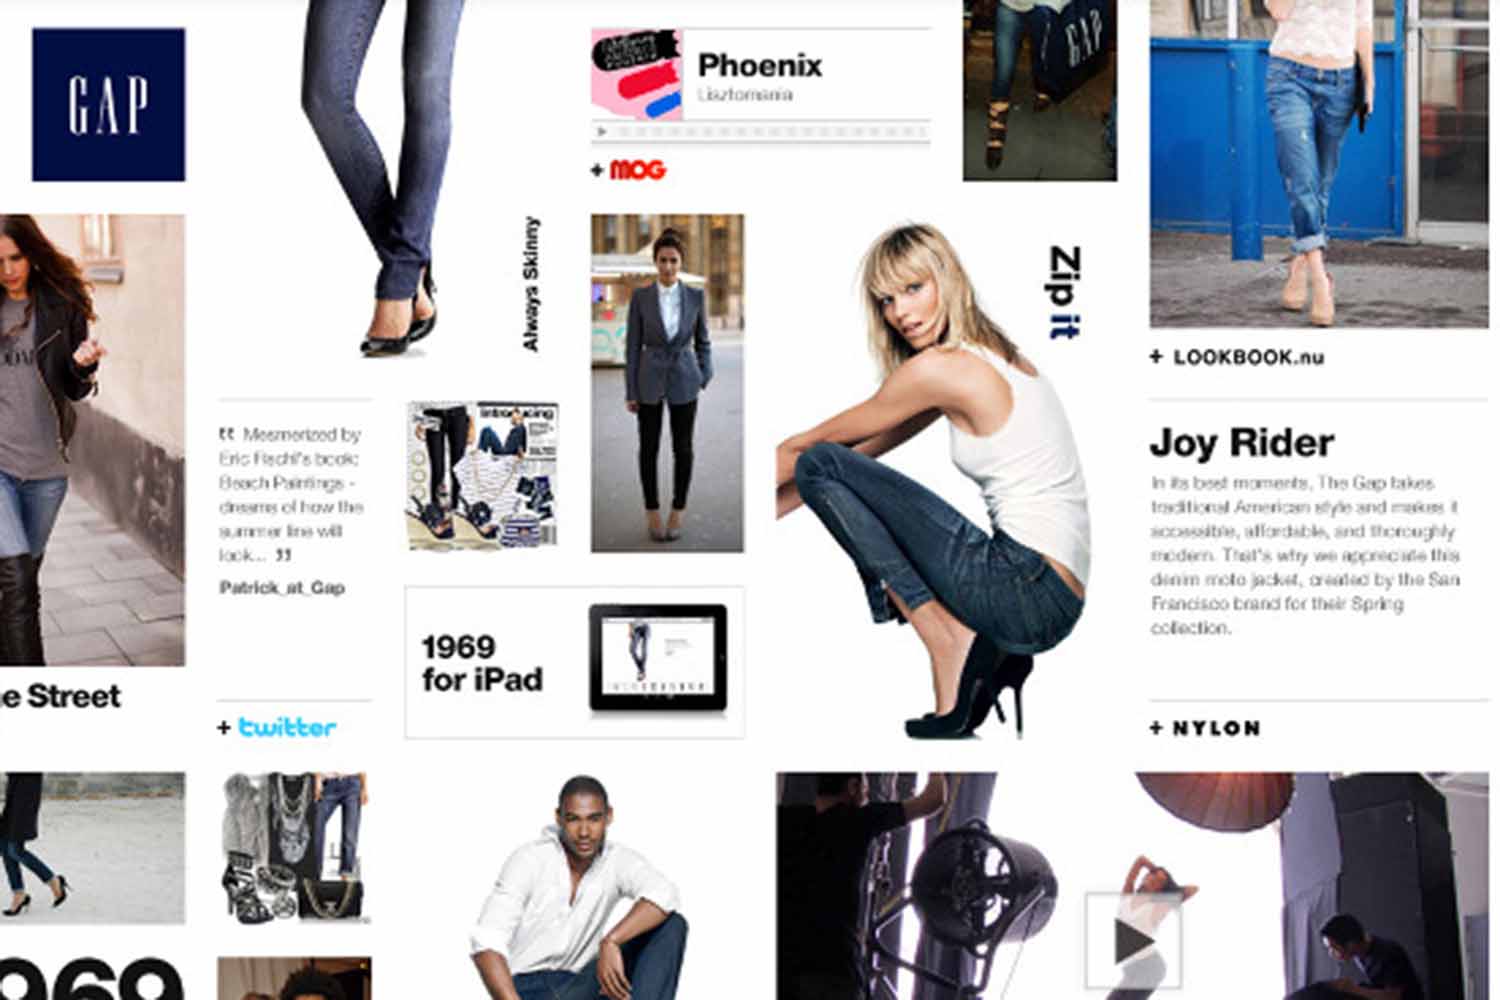 GAP
Always Skinny
Phoenix
Lisztomania
+ MOG
GAP
Zip it
+ LOOKBOOK.nu
“ Mesmerized by
Eric Fischl's book:
Beach Paintings -
dreams of how the
summer line will
look... ”
Patrick_at_Gap
+ twitter
introducing
1969
for iPad
Joy Rider
In its best moments, The Gap takes
traditional American style and makes it
accessible, affordable, and thoroughly
modern. That's why we appreciate this
denim moto jacket, created by the San
Francisco brand for their Spring
collection.
+ NYLON
e Street
969